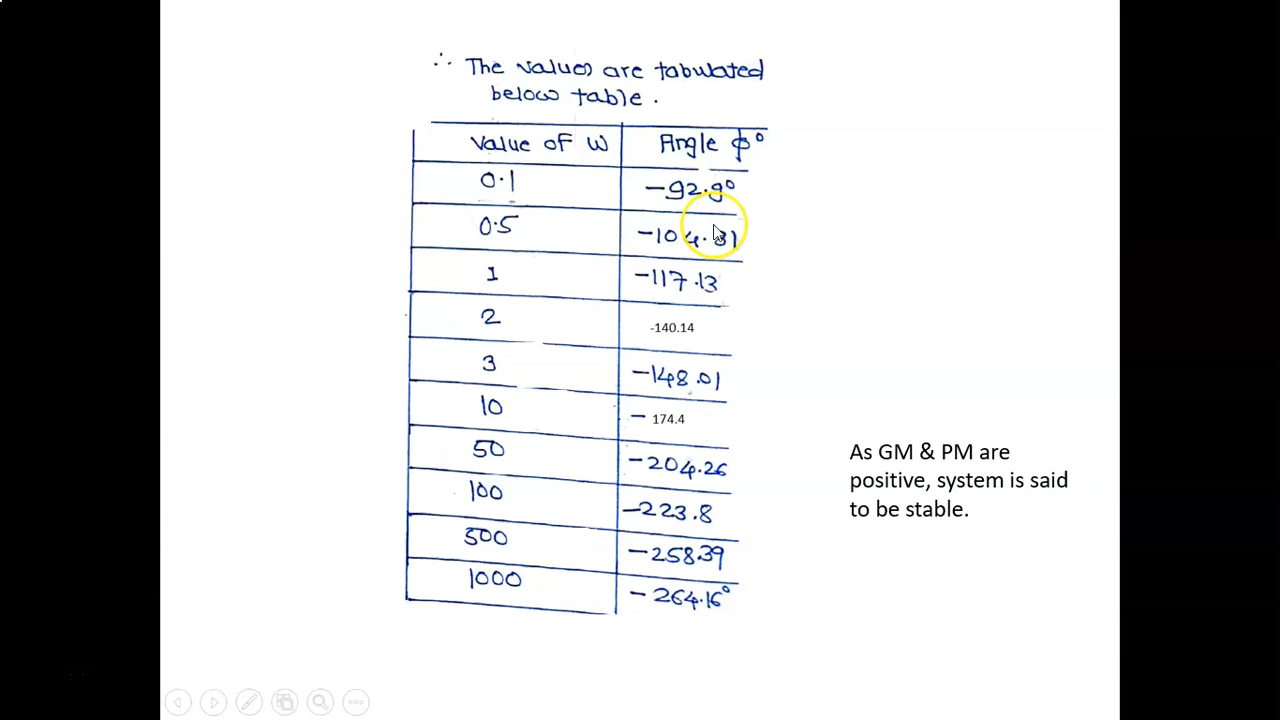 ∴ The values are tabulated
below table.
Value of ω Angle ϕ°
0.1 -92.9°
0.5 -104.31
1 -117.13
2 -140.14
3 -148.01
10 - 174.4
50 -204.26
100 -223.8
500 -258.39
1000 - 264.16°
As GM & PM are
positive, system is said
to be stable.